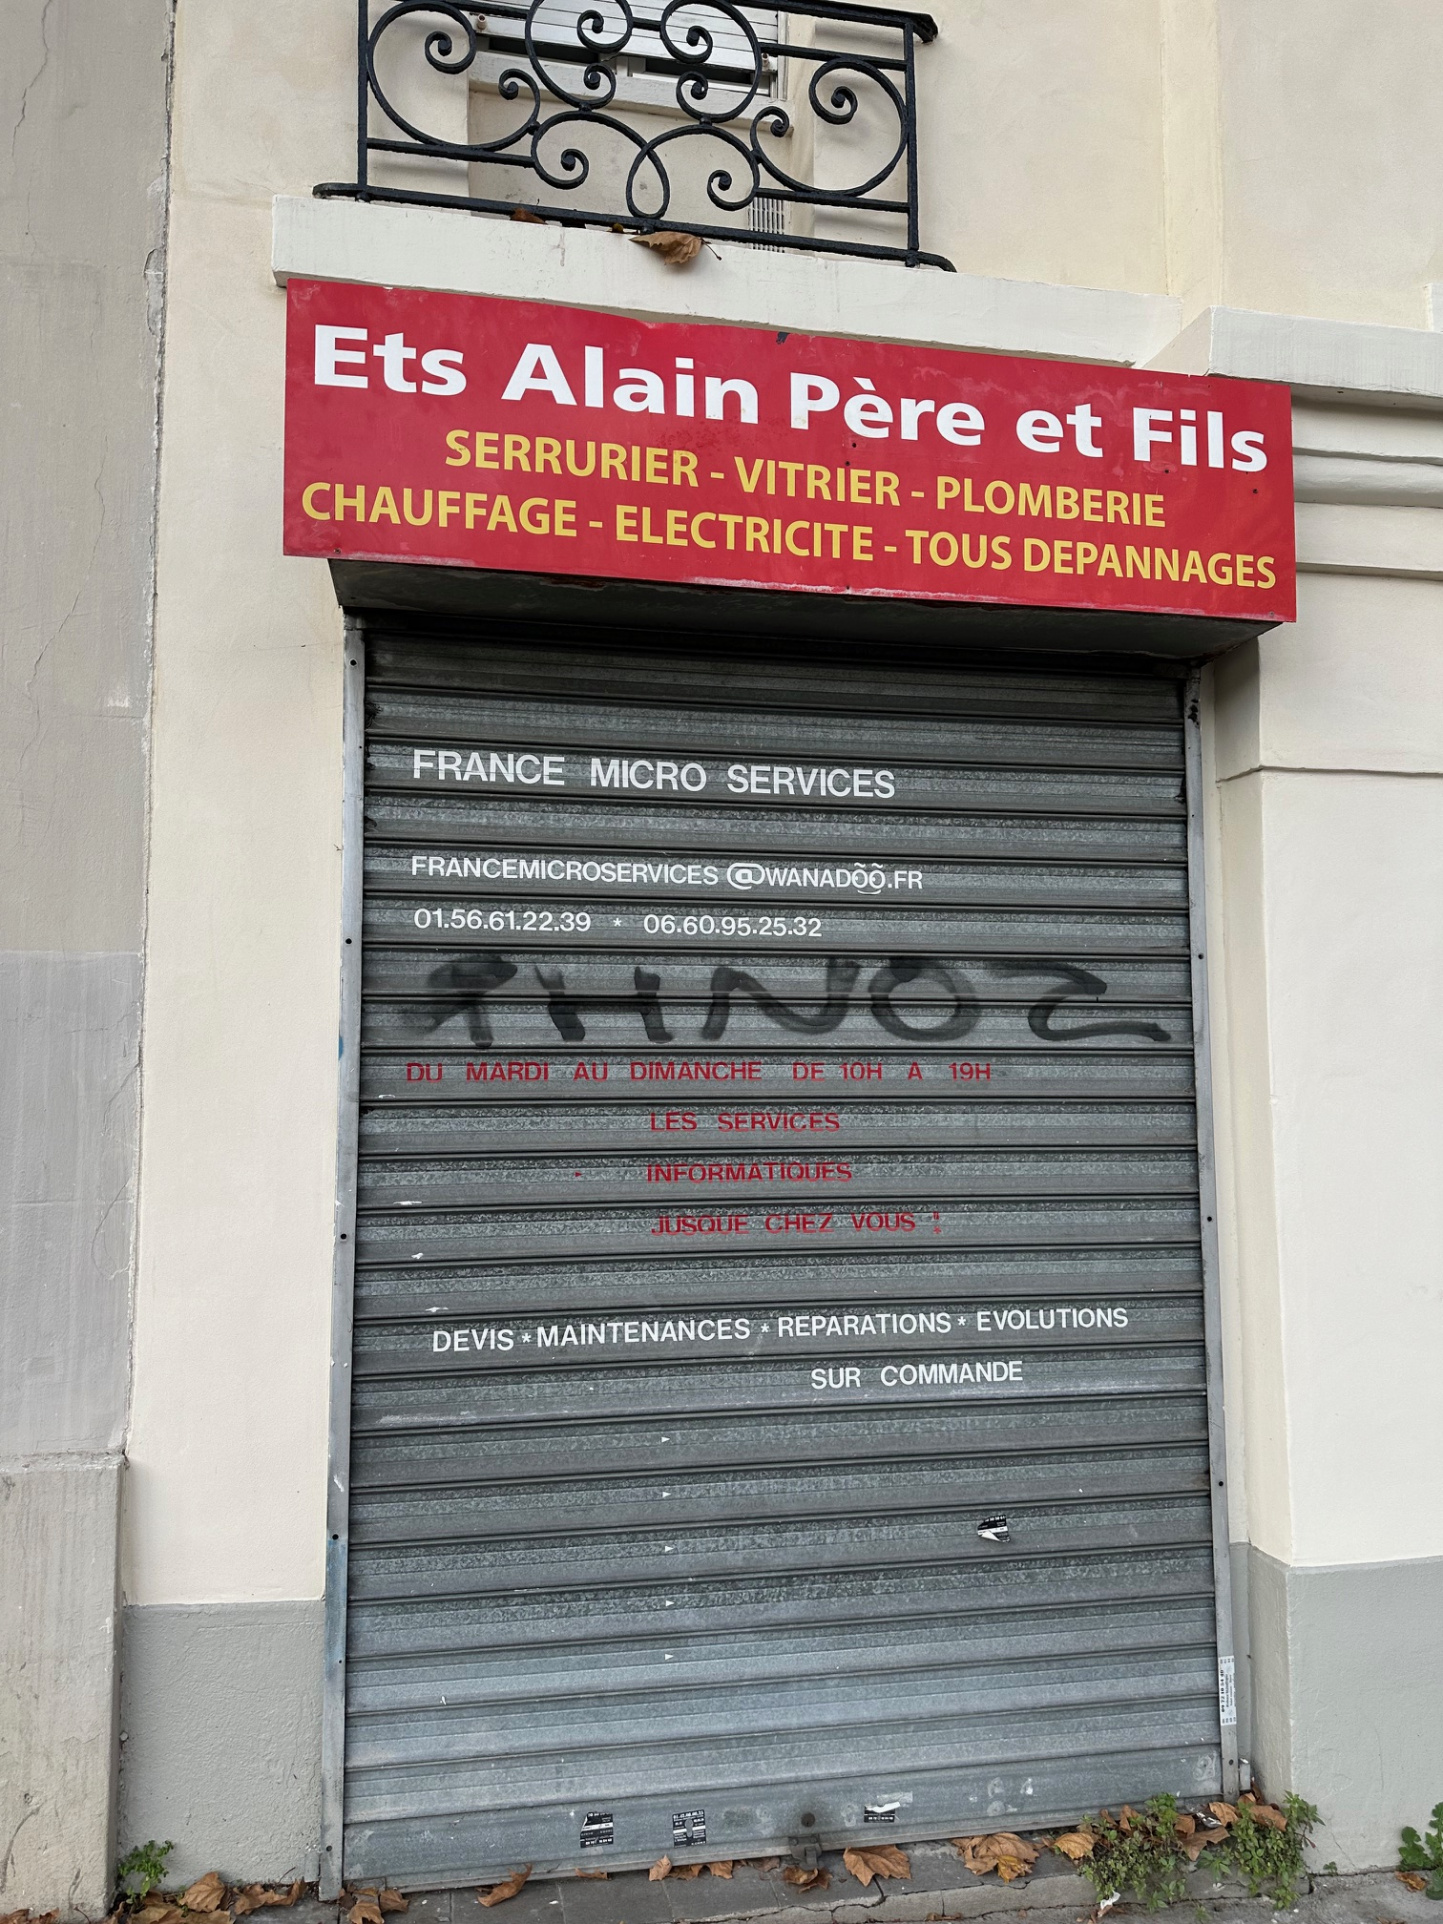 Ets Alain Père et Fils
SERRURIER - VITRIER - PLOMBERIE
CHAUFFAGE - ELECTRICITE - TOUS DEPANNAGES
FRANCE MICRO SERVICES
FRANCEMICROSERVICES @WANADOO.FR
01.56.61.22.39 * 06.60.95.25.32
DU MARDI AU DIMANCHE DE 10H A 19H
LES SERVICES
INFORMATIQUES
JUSQUE CHEZ VOUS !
DEVIS * MAINTENANCES * REPARATIONS * EVOLUTIONS
SUR COMMANDE